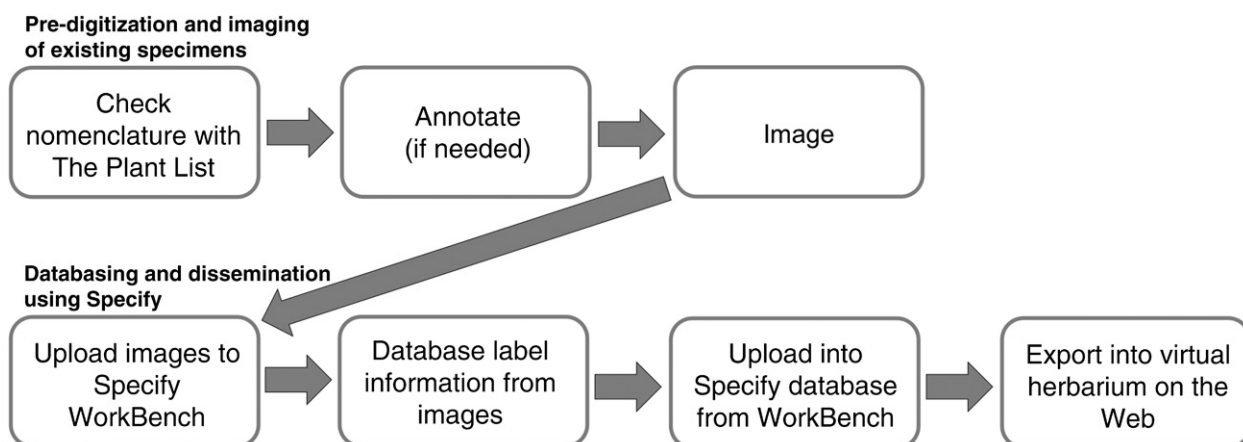 Pre-digitization and imaging
of existing specimens
Check
nomenclature with
The Plant List
Annotate
(if needed)
Image
Databasing and dissemination
using Specify
Upload images to
Specify
WorkBench
Database label
information from
images
Upload into
Specify database
from WorkBench
Export into virtual
herbarium on the
Web